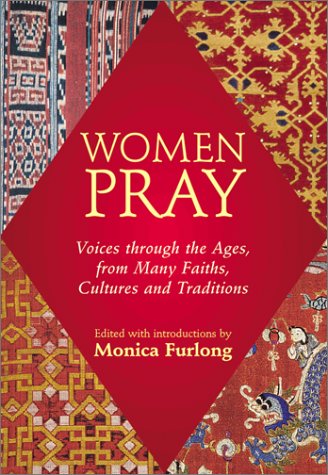 WOMEN
PRAY
Voices through the Ages,
from Many Faiths,
Cultures and Traditions
Edited with introductions by
Monica Furlong